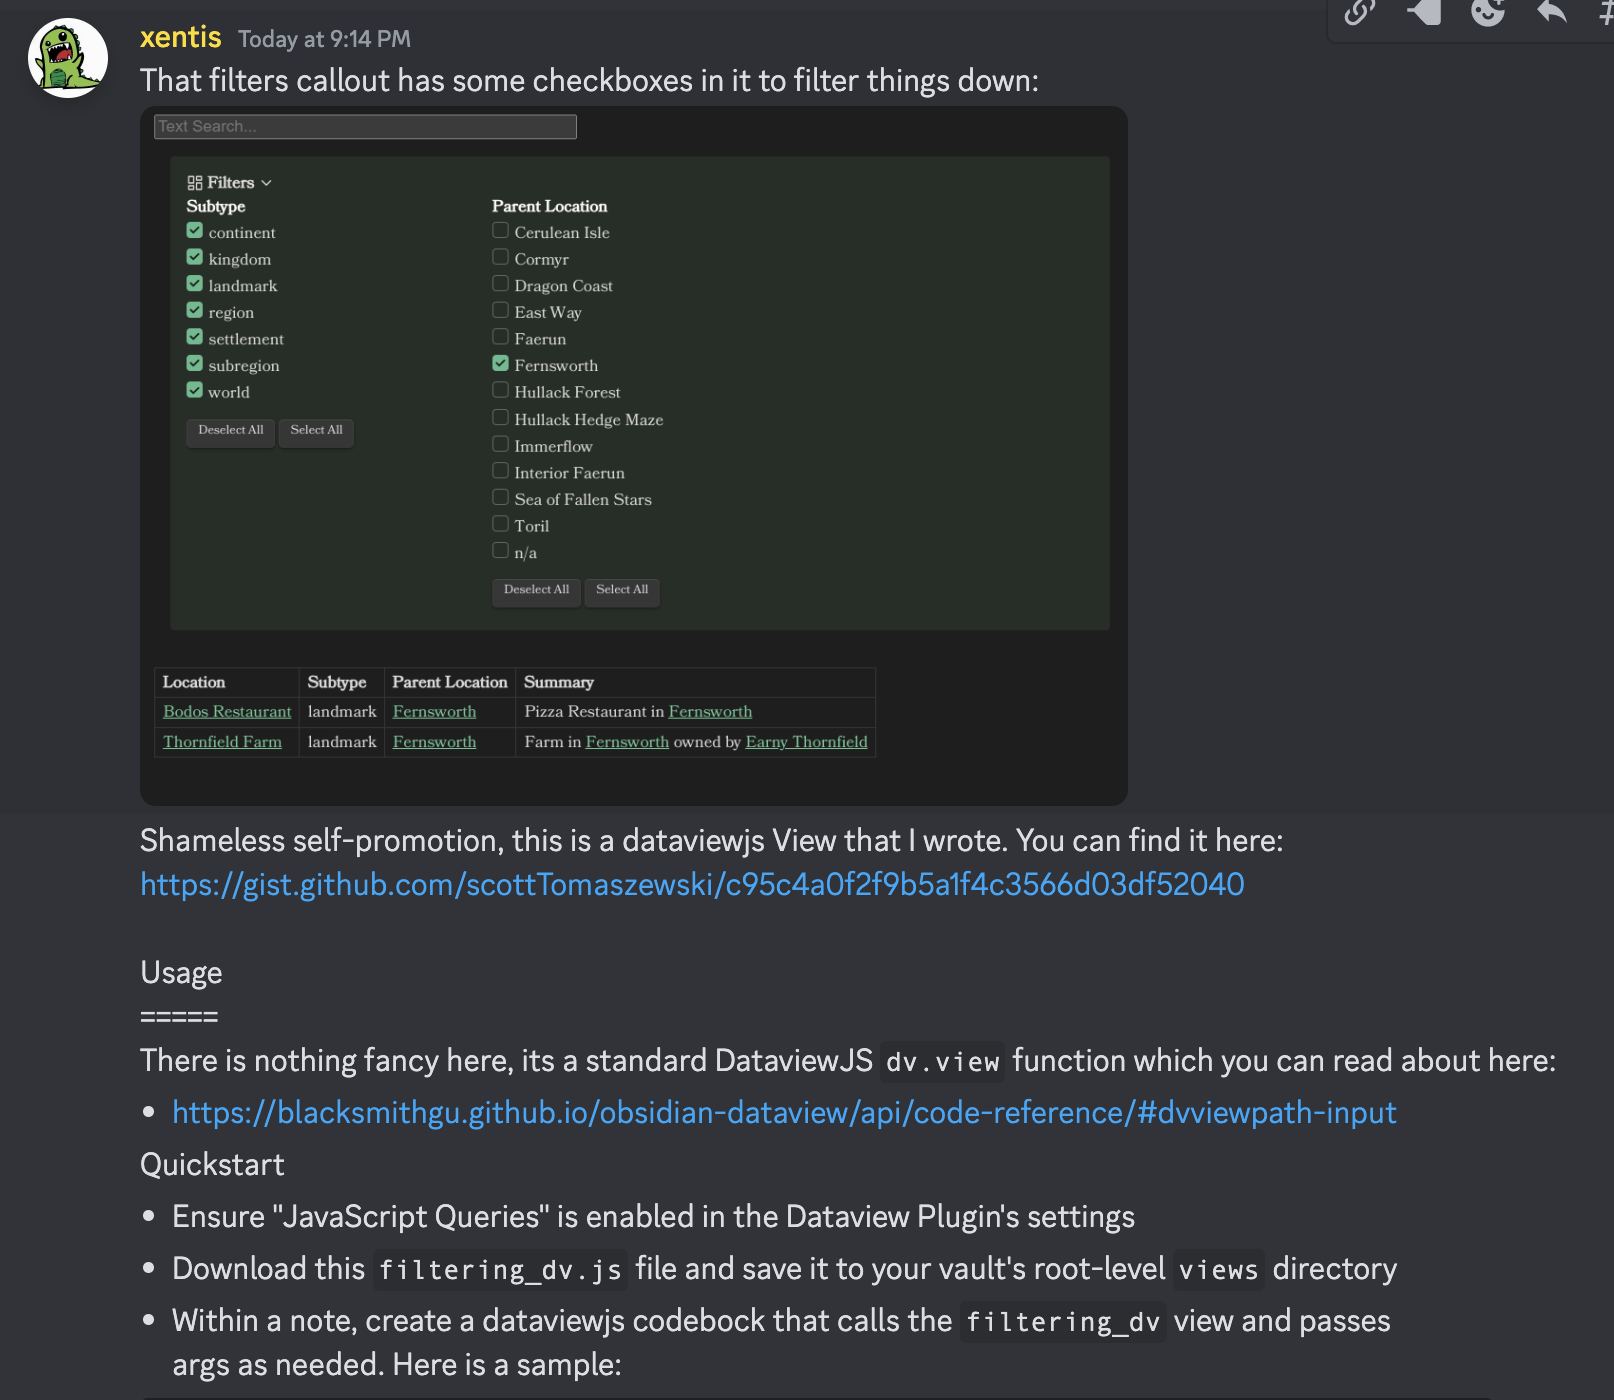 xentis Today at 9:14 PM
That filters callout has some checkboxes in it to filter things down:
Text Search...
Filters
Subtype
continent
kingdom
landmark
region
settlement
subregion
world
Deselect All Select All
Parent Location
Cerulean Isle
Cormyr
Dragon Coast
East Way
Faerun
Fernsworth
Hullack Forest
Hullack Hedge Maze
Immerflow
Interior Faerun
Sea of Fallen Stars
Toril
n/a
Deselect All Select All
Location Subtype Parent Location Summary
Bodos Restaurant landmark Fernsworth Pizza Restaurant in Fernsworth
Thornfield Farm landmark Fernsworth Farm in Fernsworth owned by Earny Thornfield
Shameless self-promotion, this is a dataviewjs View that I wrote. You can find it here:
https://gist.github.com/scottTomaszewski/c95c4a0f2f9b5a1f4c3566d03df52040
Usage
=====
There is nothing fancy here, its a standard DataviewJS dv.view function which you can read about here:
• https://blacksmithgu.github.io/obsidian-dataview/api/code-reference/#dvviewpath-input
Quickstart
• Ensure "JavaScript Queries" is enabled in the Dataview Plugin's settings
• Download this filtering_dv.js file and save it to your vault's root-level views directory
• Within a note, create a dataviewjs codebock that calls the filtering_dv view and passes
args as needed. Here is a sample: